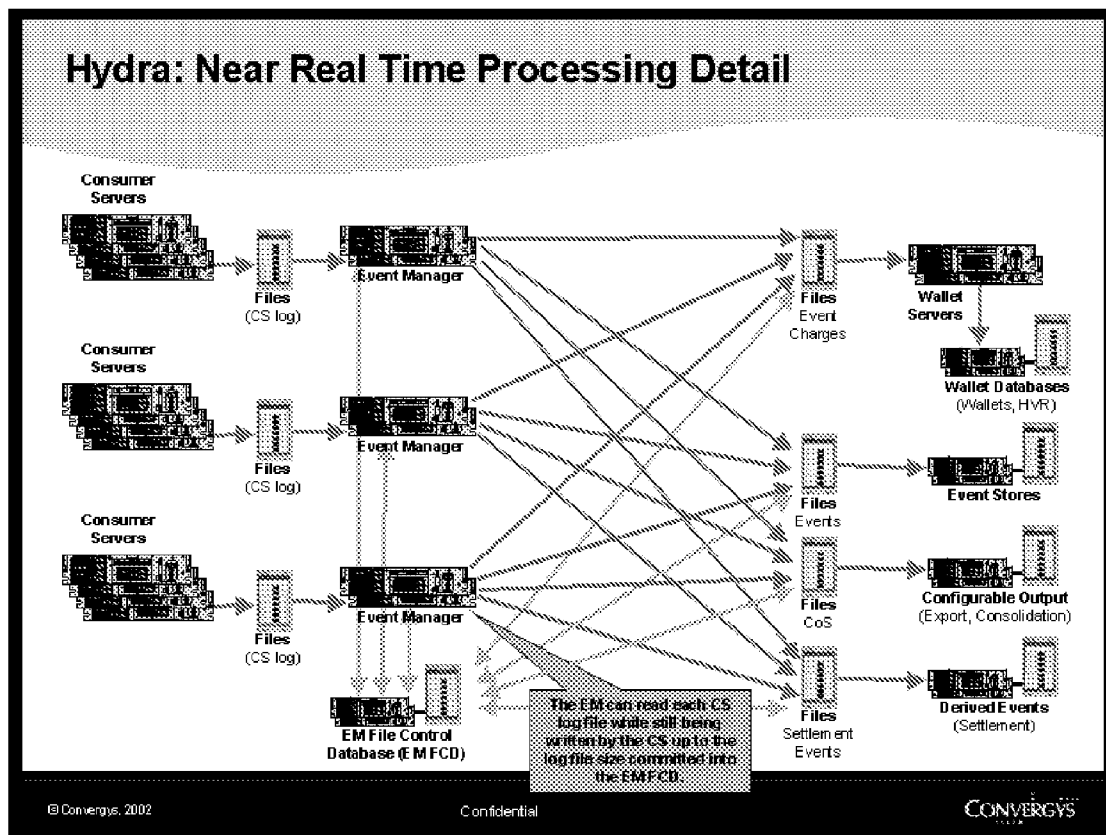 Hydra: Near Real Time Processing Detail
Consumer
Servers
Files
(CS log)
Event Manager
Files
Event
Charges
Wallet
Servers
Wallet Databases
(Wallets, HVR)
Consumer
Servers
Files
(CS log)
Event Manager
Files
Events
Event Stores
Consumer
Servers
Files
(CS log)
Event Manager
Files
CoS
Configurable Output
(Export, Consolidation)
EM File Control
Database (EM FCD)
The EM can read each CS
log file while still being
written by the CS up to the
log file size committed into
the EM FCD.
Files
Settlement
Events
Derived Events
(Settlement)
© Convergys, 2002
Confidential
CONVERGYS